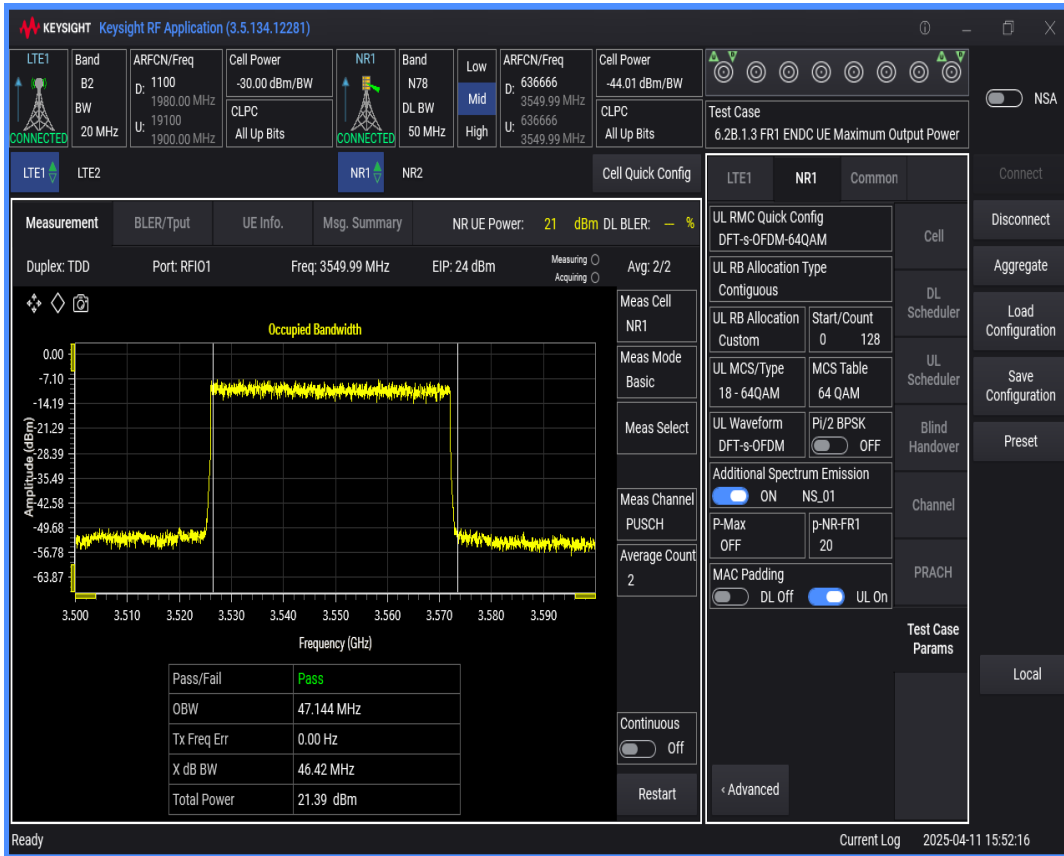 KEYSIGHT Keysight RF Application (3.5.134.12281)
LTE1
CONNECTED
Band
B2
BW
20 MHz
ARFCN/Freq
D: 1100
1980.00 MHz
U: 19100
1900.00 MHz
Cell Power
-30.00 dBm/BW
CLPC
All Up Bits
NR1
CONNECTED
Band
N78
DL BW
50 MHz
Low
Mid
High
ARFCN/Freq
D: 636666
3549.99 MHz
U: 636666
3549.99 MHz
Cell Power
-44.01 dBm/BW
CLPC
All Up Bits
Test Case
6.2B.1.3 FR1 ENDC UE Maximum Output Power
NSA
LTE1 LTE2 NR1 NR2 Cell Quick Config
Measurement BLER/Tput UE Info. Msg. Summary NR UE Power: 21 dBm DL BLER: — %
Duplex: TDD Port: RFIO1 Freq: 3549.99 MHz EIP: 24 dBm Measuring Avg: 2/2
Acquiring
Occupied Bandwidth
Amplitude (dBm)
0.00
-7.10
-14.19
-21.29
-28.39
-35.49
-42.58
-49.68
-56.78
-63.87
3.500 3.510 3.520 3.530 3.540 3.550 3.560 3.570 3.580 3.590
Frequency (GHz)
Pass/Fail Pass
OBW 47.144 MHz
Tx Freq Err 0.00 Hz
X dB BW 46.42 MHz
Total Power 21.39 dBm
Meas Cell
NR1
Meas Mode
Basic
Meas Select
Meas Channel
PUSCH
Average Count
2
Continuous
Off
Restart
LTE1 NR1 Common
UL RMC Quick Config
DFT-s-OFDM-64QAM
UL RB Allocation Type
Contiguous
UL RB Allocation
Custom
Start/Count
0 128
UL MCS/Type
18 - 64QAM
MCS Table
64 QAM
UL Waveform
DFT-s-OFDM
Pi/2 BPSK
OFF
Additional Spectrum Emission
ON NS_01
P-Max
OFF
p-NR-FR1
20
MAC Padding
DL Off UL On
‹ Advanced
Cell
DL
Scheduler
UL
Scheduler
Blind
Handover
Channel
PRACH
Test Case
Params
Connect
Disconnect
Aggregate
Load
Configuration
Save
Configuration
Preset
Local
Ready Current Log 2025-04-11 15:52:16